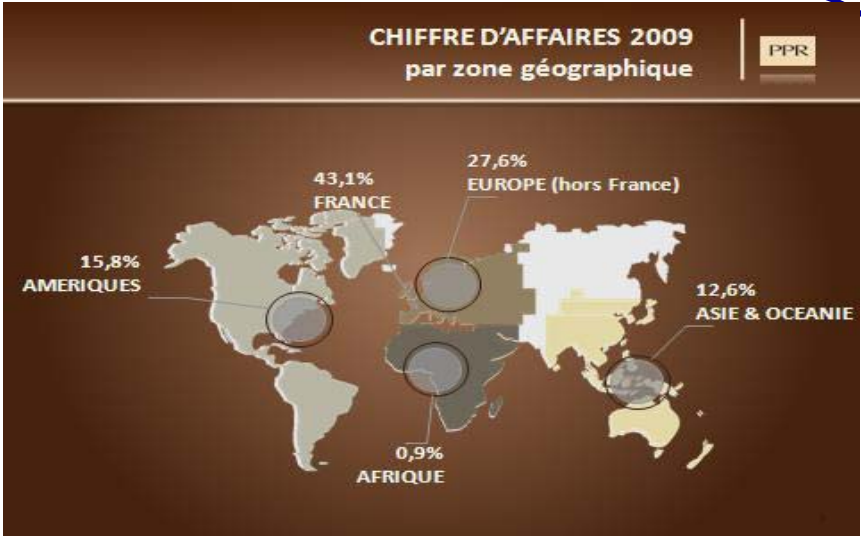 CHIFFRE D'AFFAIRES 2009
par zone géographique
PPR
27,6%
EUROPE (hors France)
43,1%
FRANCE
15,8%
AMERIQUES
12,6%
ASIE & OCEANIE
0,9%
AFRIQUE